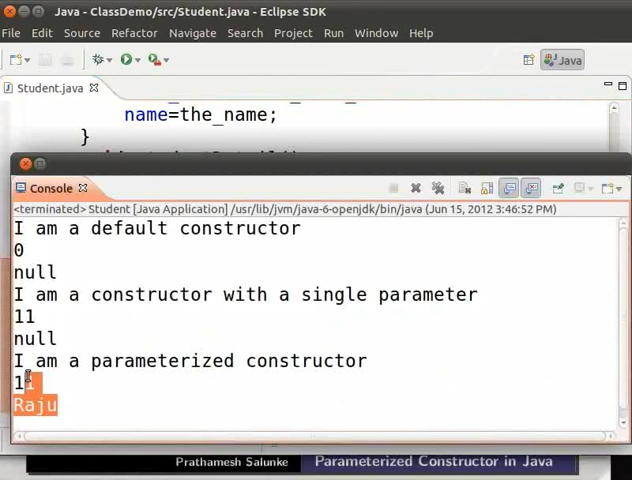 Java - ClassDemo/src/Student.java - Eclipse SDK
File Edit Source Refactor Navigate Search Project Run Window Help
Java
Student.java
name=the_name;
}
Console
<terminated> Student [Java Application] /usr/lib/jvm/java-6-openjdk/bin/java (Jun 15, 2012 3:46:52 PM)
I am a default constructor
0
null
I am a constructor with a single parameter
11
null
I am a parameterized constructor
11
Raju
Prathamesh Salunke Parameterized Constructor in Java